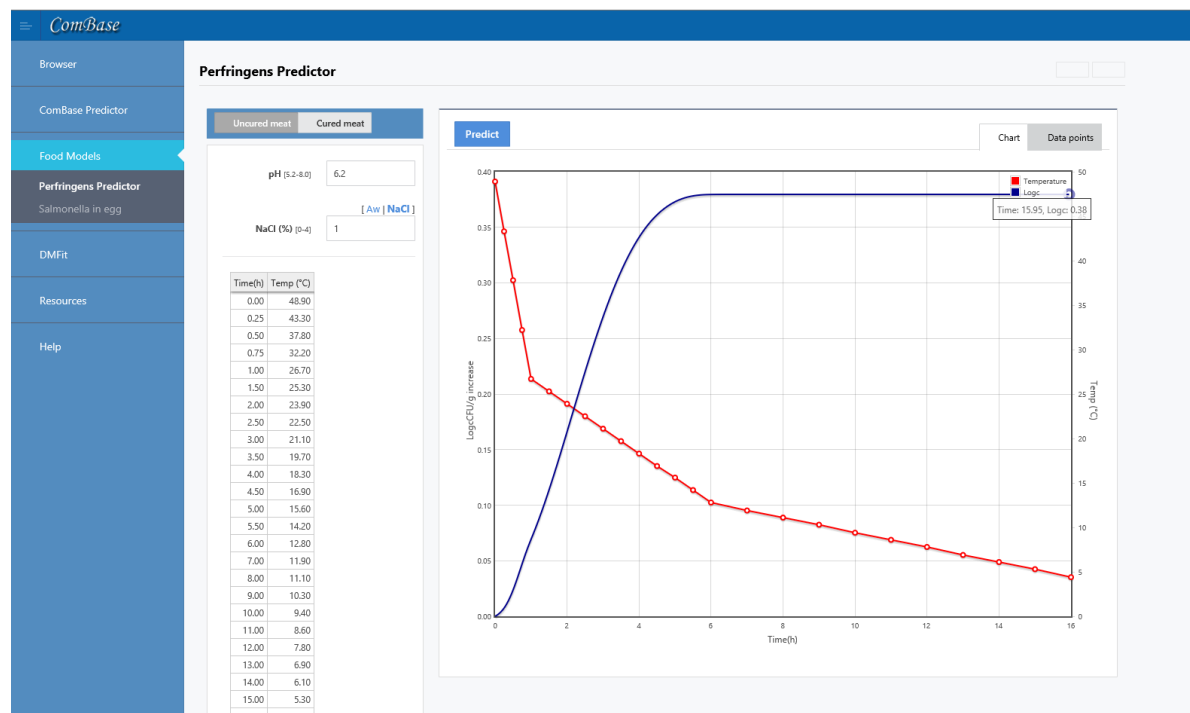 ComBase
Browser
ComBase Predictor
Food Models
Perfringens Predictor
Salmonella in egg
DMFit
Resources
Help
Perfringens Predictor
Uncured meat Cured meat
pH [5.2-8.0] 6.2
[ Aw | NaCl ]
NaCl (%) [0-4] 1
Time(h) Temp (°C)
0.00 48.90
0.25 43.30
0.50 37.80
0.75 32.20
1.00 26.70
1.50 25.30
2.00 23.90
2.50 22.50
3.00 21.10
3.50 19.70
4.00 18.30
4.50 16.90
5.00 15.60
5.50 14.20
6.00 12.80
7.00 11.90
8.00 11.10
9.00 10.30
10.00 9.40
11.00 8.60
12.00 7.80
13.00 6.90
14.00 6.10
15.00 5.30
Predict
Chart Data points
Temperature
Logc
Time: 15.95, Logc: 0.38
LogcCFU/g increase
0.40
0.35
0.30
0.25
0.20
0.15
0.10
0.05
0.00
0 2 4 6 8 10 12 14 16
Time(h)
50
40
35
30
25
20
15
10
5
0
Temp (°C)